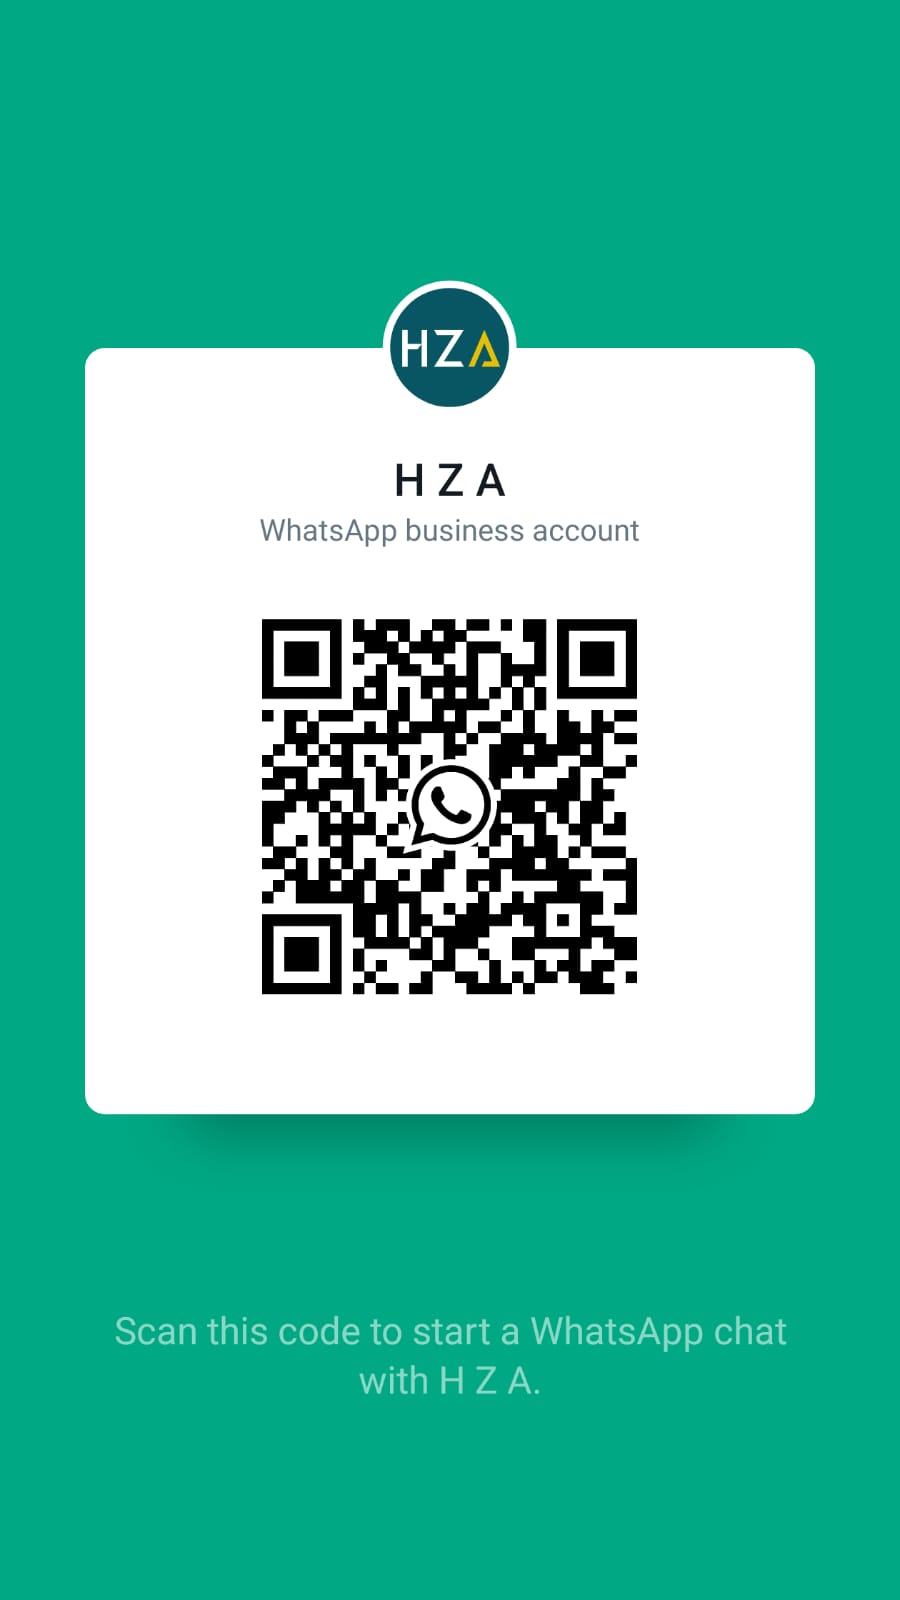 HZA
H Z A
WhatsApp business account
Scan this code to start a WhatsApp chat
with H Z A.